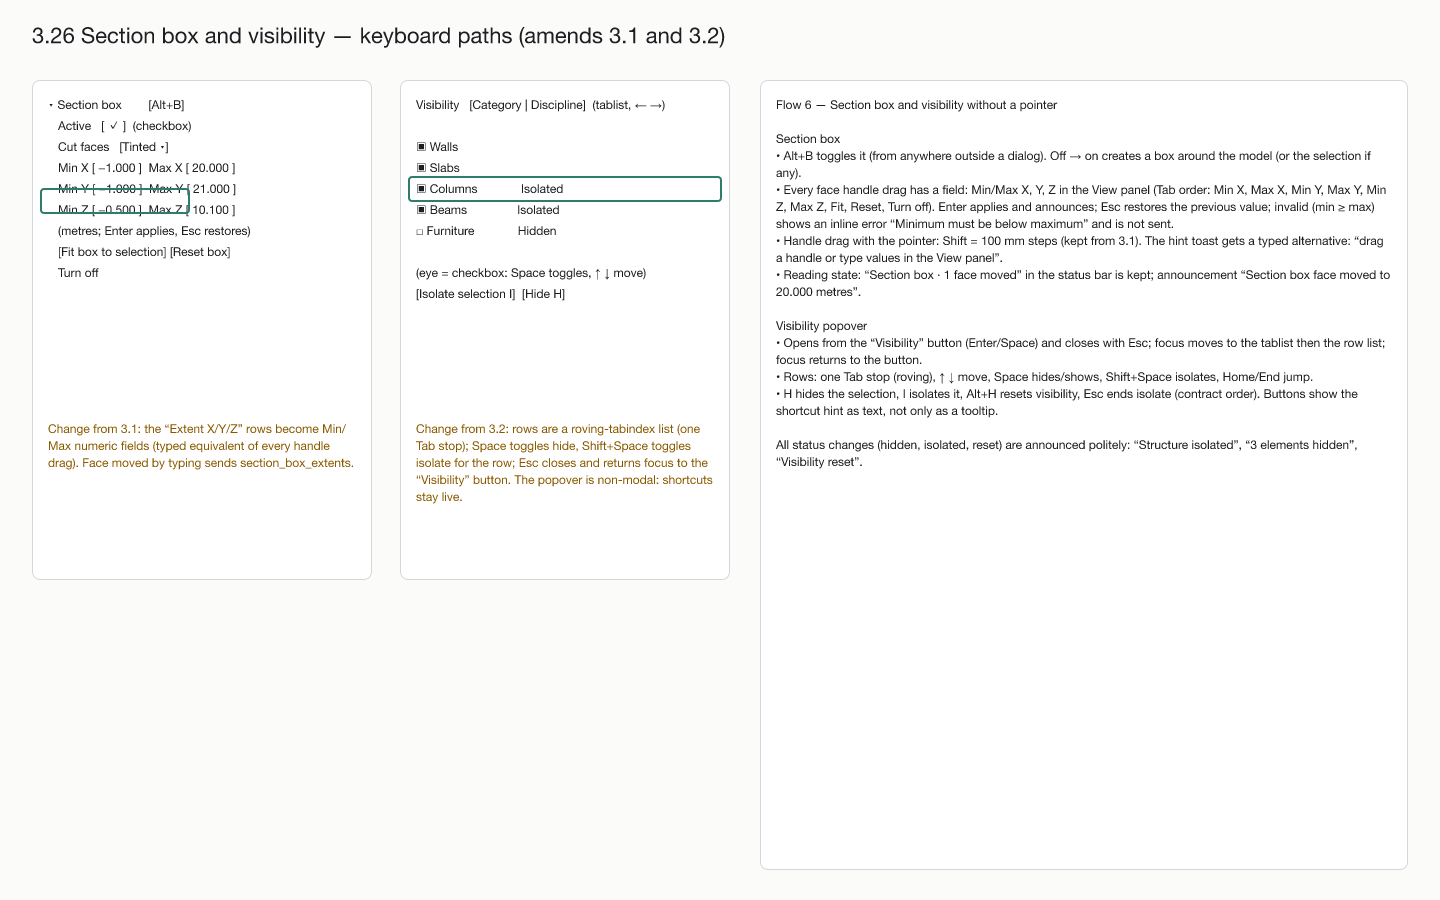 3.26 Section box and visibility — keyboard paths (amends 3.1 and 3.2)
▾ Section box [Alt+B]
Active [ ✓ ] (checkbox)
Cut faces [Tinted ▾]
Min X [ −1.000 ] Max X [ 20.000 ]
Min Y [ −1.000 ] Max Y [ 21.000 ]
Min Z [ −0.500 ] Max Z [ 10.100 ]
(metres; Enter applies, Esc restores)
[Fit box to selection] [Reset box]
Turn off
Change from 3.1: the “Extent X/Y/Z” rows become Min/
Max numeric fields (typed equivalent of every handle
drag). Face moved by typing sends section_box_extents.
Visibility [Category | Discipline] (tablist, ← →)
▣ Walls
▣ Slabs
▣ Columns Isolated
▣ Beams Isolated
□ Furniture Hidden
(eye = checkbox: Space toggles, ↑ ↓ move)
[Isolate selection I] [Hide H]
Change from 3.2: rows are a roving-tabindex list (one
Tab stop); Space toggles hide, Shift+Space toggles
isolate for the row; Esc closes and returns focus to the
“Visibility” button. The popover is non-modal: shortcuts
stay live.
Flow 6 — Section box and visibility without a pointer
Section box
• Alt+B toggles it (from anywhere outside a dialog). Off → on creates a box around the model (or the selection if
any).
• Every face handle drag has a field: Min/Max X, Y, Z in the View panel (Tab order: Min X, Max X, Min Y, Max Y, Min
Z, Max Z, Fit, Reset, Turn off). Enter applies and announces; Esc restores the previous value; invalid (min ≥ max)
shows an inline error “Minimum must be below maximum” and is not sent.
• Handle drag with the pointer: Shift = 100 mm steps (kept from 3.1). The hint toast gets a typed alternative: “drag
a handle or type values in the View panel”.
• Reading state: “Section box · 1 face moved” in the status bar is kept; announcement “Section box face moved to
20.000 metres”.
Visibility popover
• Opens from the “Visibility” button (Enter/Space) and closes with Esc; focus moves to the tablist then the row list;
focus returns to the button.
• Rows: one Tab stop (roving), ↑ ↓ move, Space hides/shows, Shift+Space isolates, Home/End jump.
• H hides the selection, I isolates it, Alt+H resets visibility, Esc ends isolate (contract order). Buttons show the
shortcut hint as text, not only as a tooltip.
All status changes (hidden, isolated, reset) are announced politely: “Structure isolated”, “3 elements hidden”,
“Visibility reset”.